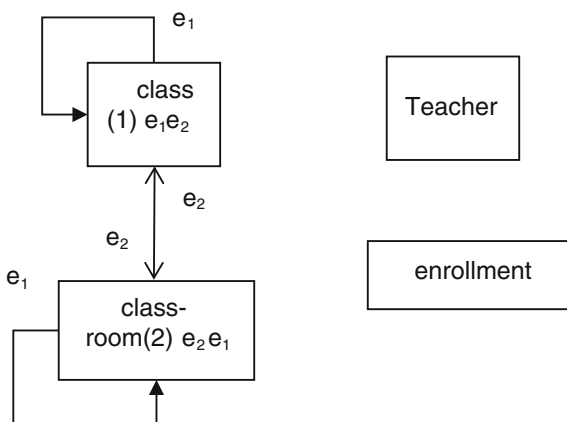 e₁
class
(1) e₁e₂
Teacher
e₂
e₂
e₁
enrollment
class-
room(2) e₂e₁